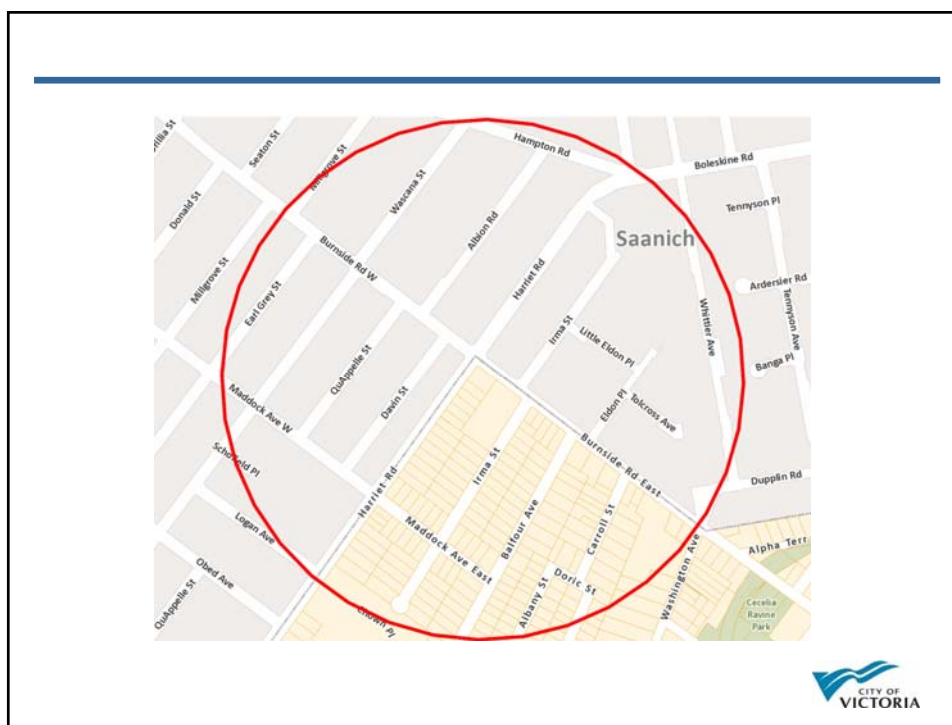 Seaton St
Millgrove St
Hampton Rd
Boleskine Rd
Donald St
Wascana St
Albion Rd
Tennyson Pl
Saanich
Millgrove St
Burnside Rd W
Harriet Rd
Ardersier Rd
Earl Grey St
Whittier Ave
Tennyson Ave
Irma St
Little Eldon Pl
Banga Pl
QuAppelle St
Maddock Ave W
Davin St
Eldon Pl
Tolcross Ave
Schofield Pl
Harriet Rd
Irma St
Burnside Rd East
Dupplin Rd
Logan Ave
Maddock Ave East
Balfour Ave
Carroll St
Alpha Terr
Obed Ave
Doric St
Washington Ave
QuAppelle St
Albany St
Cecelia
Ravine
Park
CITY OF
VICTORIA